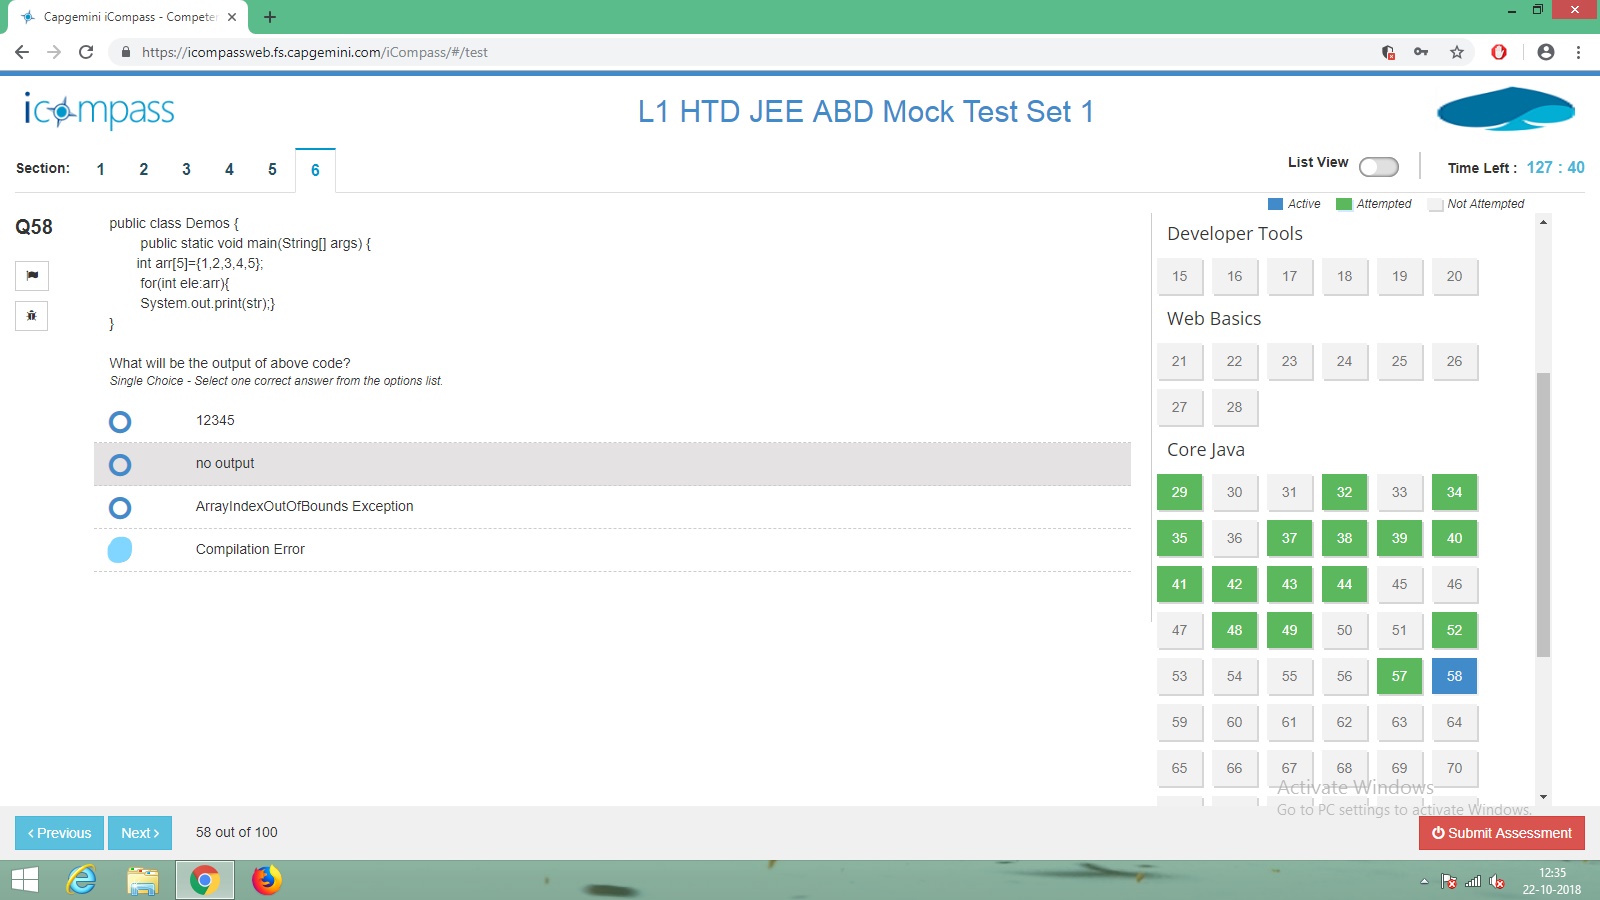 Capgemini iCompass - Competer
https://icompassweb.fs.capgemini.com/iCompass/#/test
icompass
L1 HTD JEE ABD Mock Test Set 1
Section: 1 2 3 4 5 6
List View
Time Left : 127 : 40
Active Attempted Not Attempted
Q58
public class Demos {
public static void main(String[] args) {
int arr[5]={1,2,3,4,5};
for(int ele:arr){
System.out.print(str);}
}
What will be the output of above code?
Single Choice - Select one correct answer from the options list.
12345
no output
ArrayIndexOutOfBounds Exception
Compilation Error
Developer Tools
15 16 17 18 19 20
Web Basics
21 22 23 24 25 26
27 28
Core Java
29 30 31 32 33 34
35 36 37 38 39 40
41 42 43 44 45 46
47 48 49 50 51 52
53 54 55 56 57 58
59 60 61 62 63 64
65 66 67 68 69 70
Activate Windows
Go to PC settings to activate Windows.
Previous Next 58 out of 100
Submit Assessment
12:35
22-10-2018